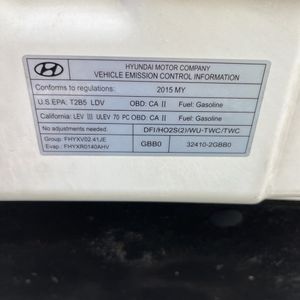 HYUNDAI MOTOR COMPANY
VEHICLE EMISSION CONTROL INFORMATION
Conforms to regulations: 2015 MY
U.S.EPA: T2B5 LDV OBD: CA II Fuel: Gasoline
California: LEV III ULEV 70 PC OBD: CA II Fuel: Gasoline
No adjustments needed. DFI/HO2S(2)/WU-TWC/TWC
Group: FHYXV02.41JE GBB0 32410-2GBB0
Evap: FHYXR0140AHV